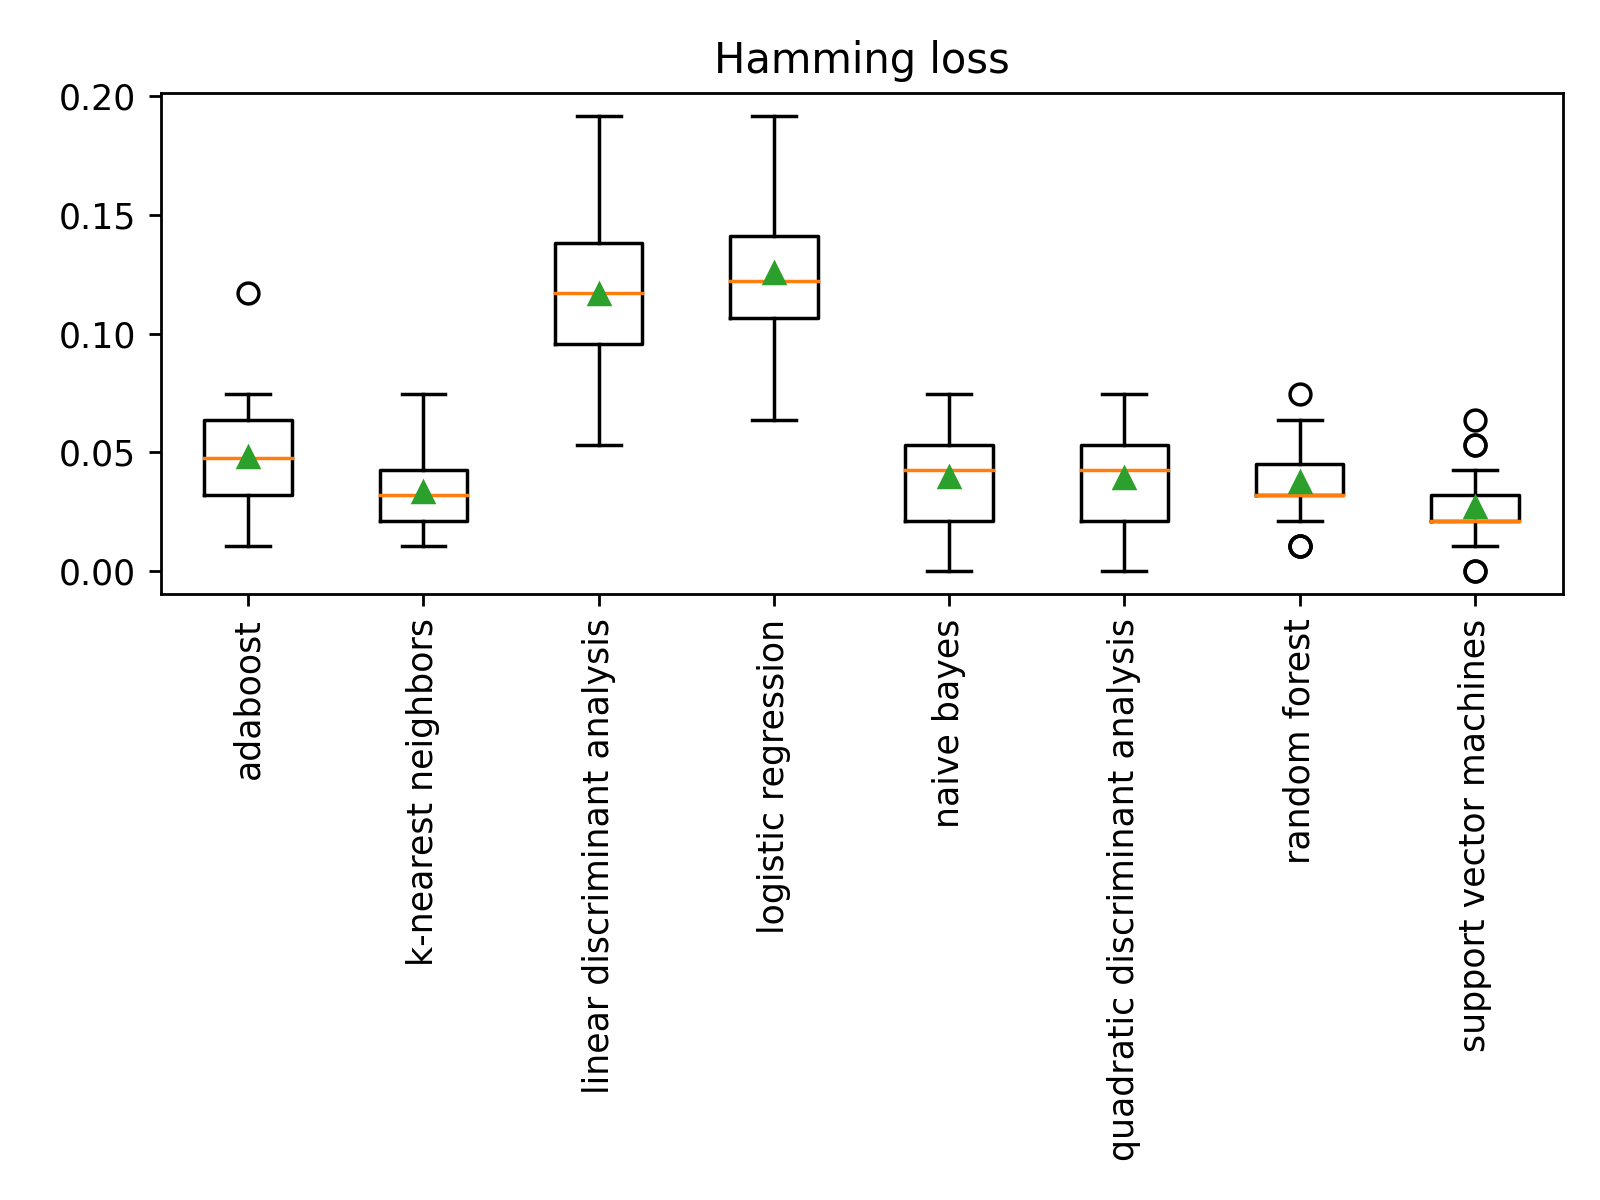 Hamming loss
0.20
0.15
0.10
0.05
0.00
adaboost
k-nearest neighbors
linear discriminant analysis
logistic regression
naive bayes
quadratic discriminant analysis
random forest
support vector machines